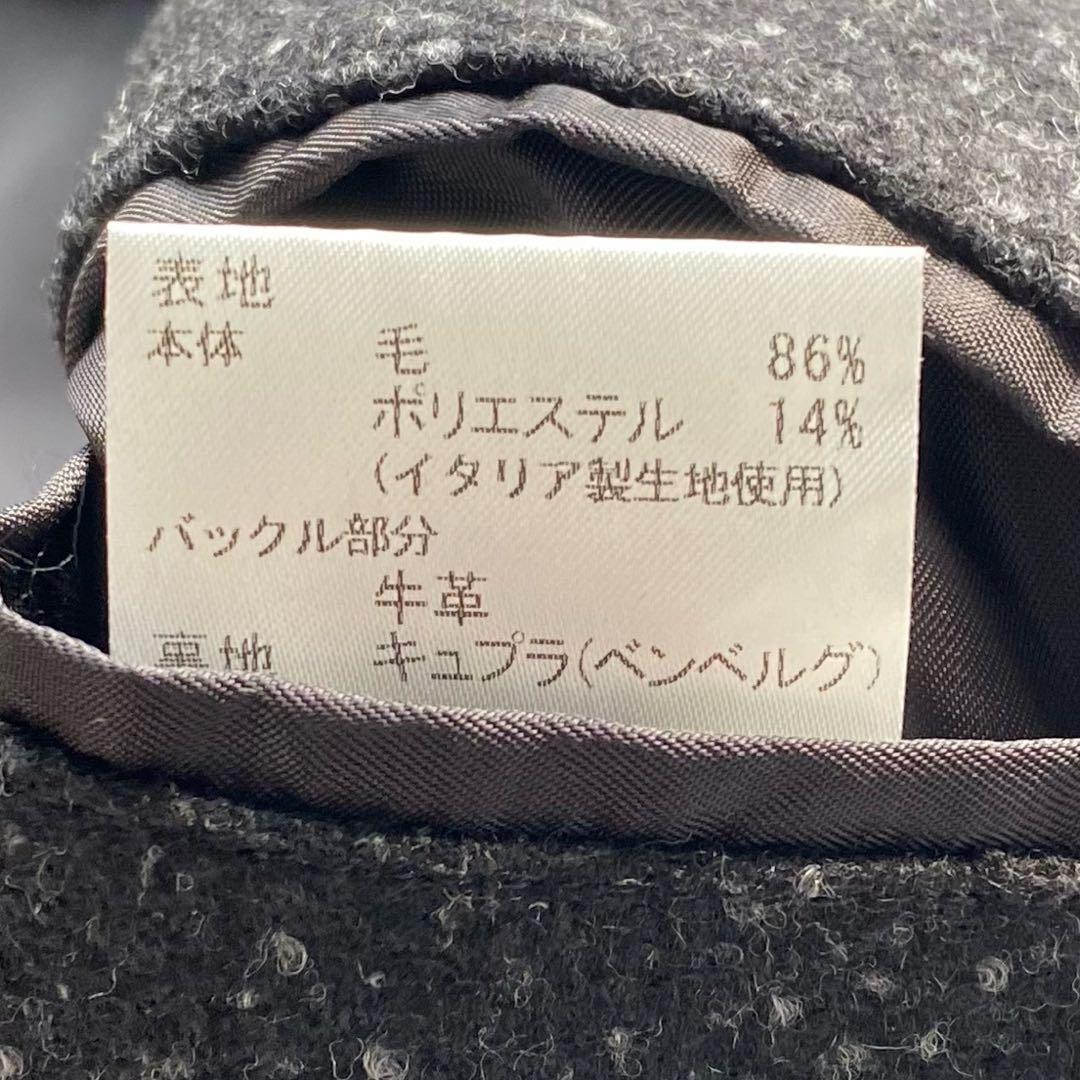 表地
本体 毛 86%
ポリエステル 14%
(イタリア製生地使用)
バックル部分
牛革
裏地 キュプラ(ベンベルグ)